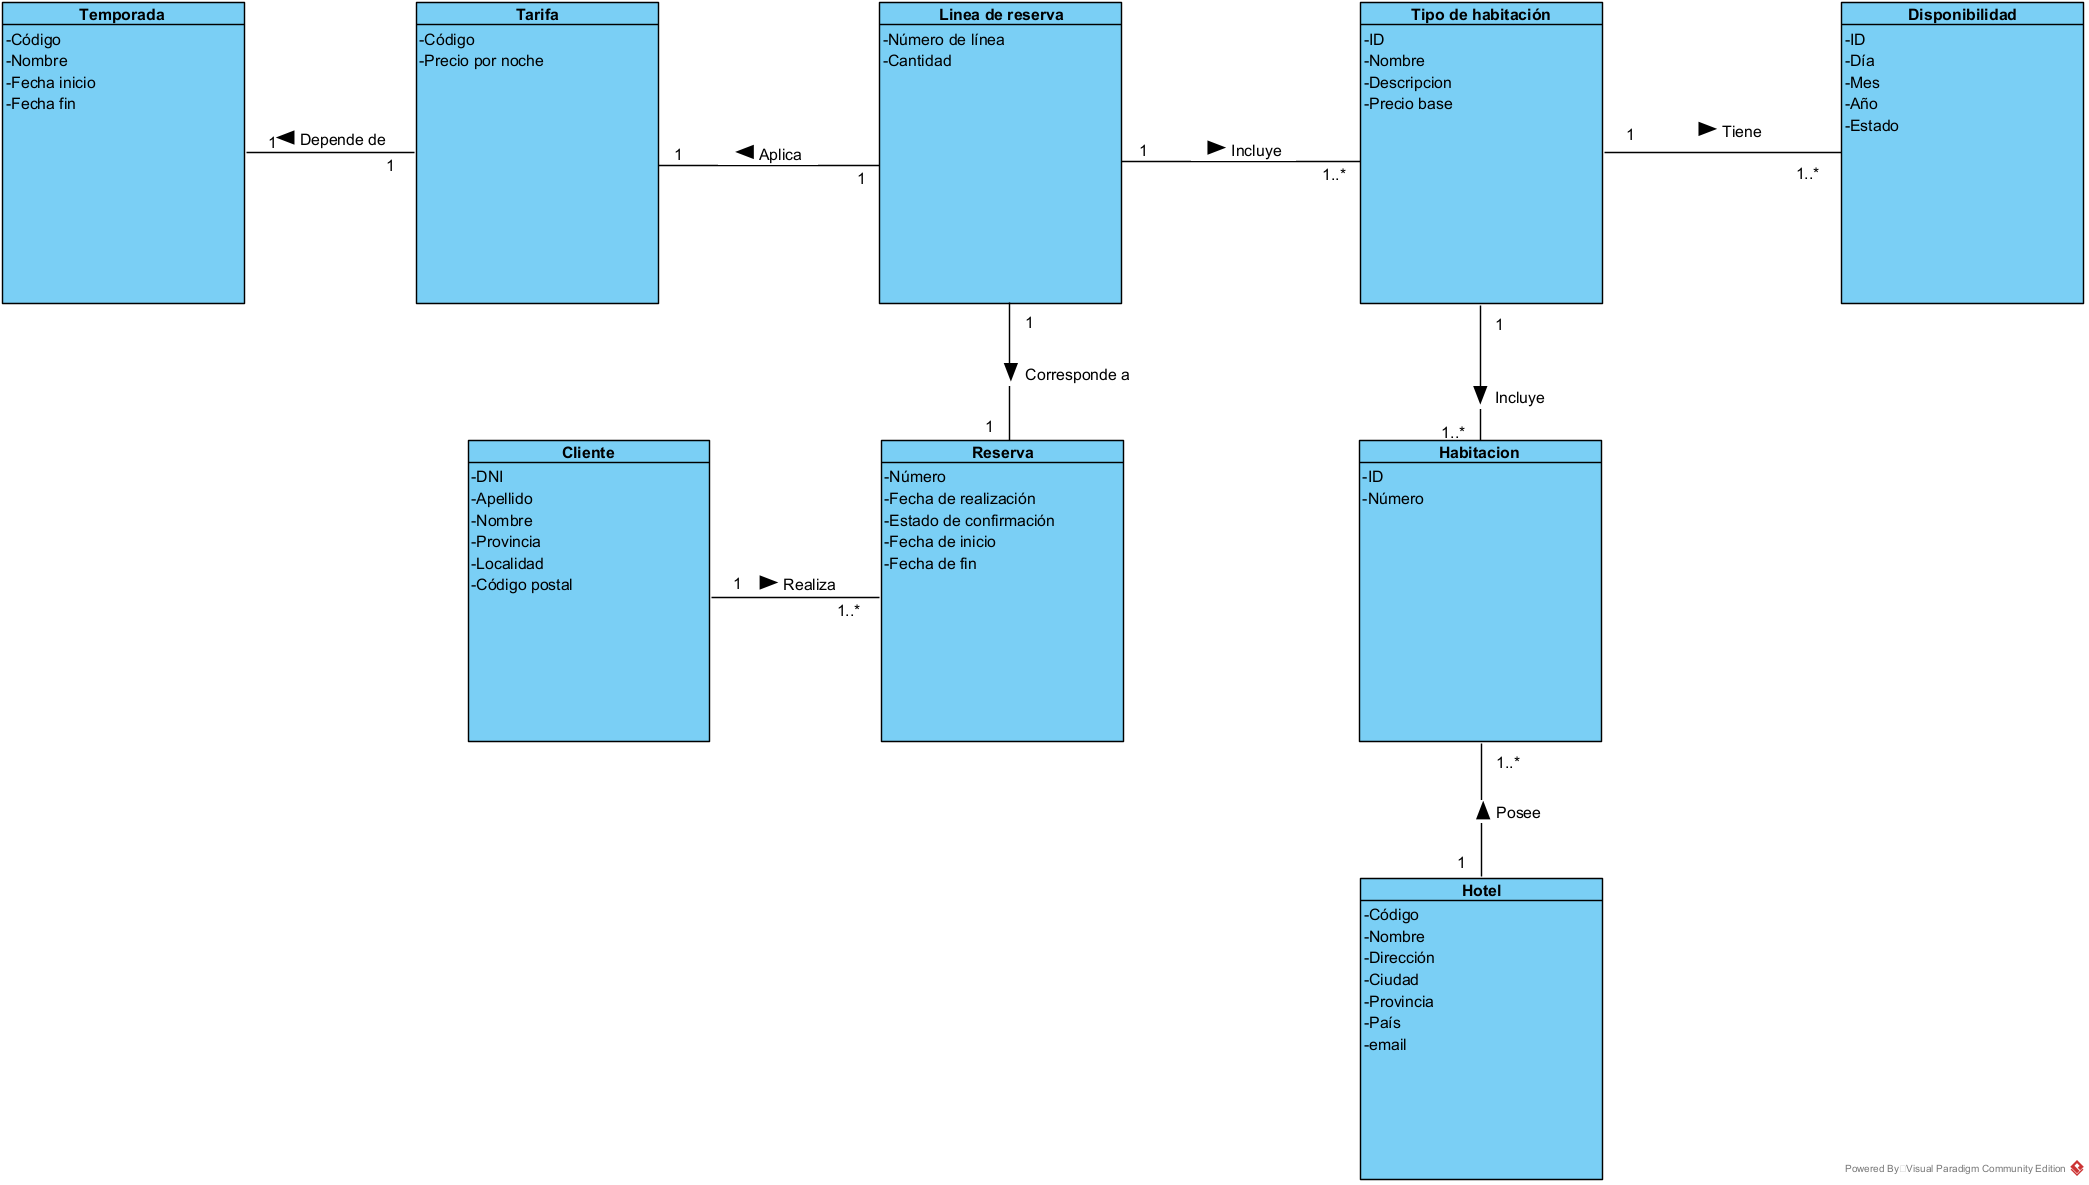 Temporada
-Código
-Nombre
-Fecha inicio
-Fecha fin
1
Depende de
1
Tarifa
-Código
-Precio por noche
1
Aplica
1
Linea de reserva
-Número de línea
-Cantidad
1
Incluye
1..*
Tipo de habitación
-ID
-Nombre
-Descripcion
-Precio base
1
Tiene
1..*
Disponibilidad
-ID
-Día
-Mes
-Año
-Estado
1
Corresponde a
1
1
Incluye
1..*
Cliente
-DNI
-Apellido
-Nombre
-Provincia
-Localidad
-Código postal
1
Realiza
1..*
Reserva
-Número
-Fecha de realización
-Estado de confirmación
-Fecha de inicio
-Fecha de fin
Habitacion
-ID
-Número
1..*
Posee
1
Hotel
-Código
-Nombre
-Dirección
-Ciudad
-Provincia
-País
-email
Powered By Visual Paradigm Community Edition